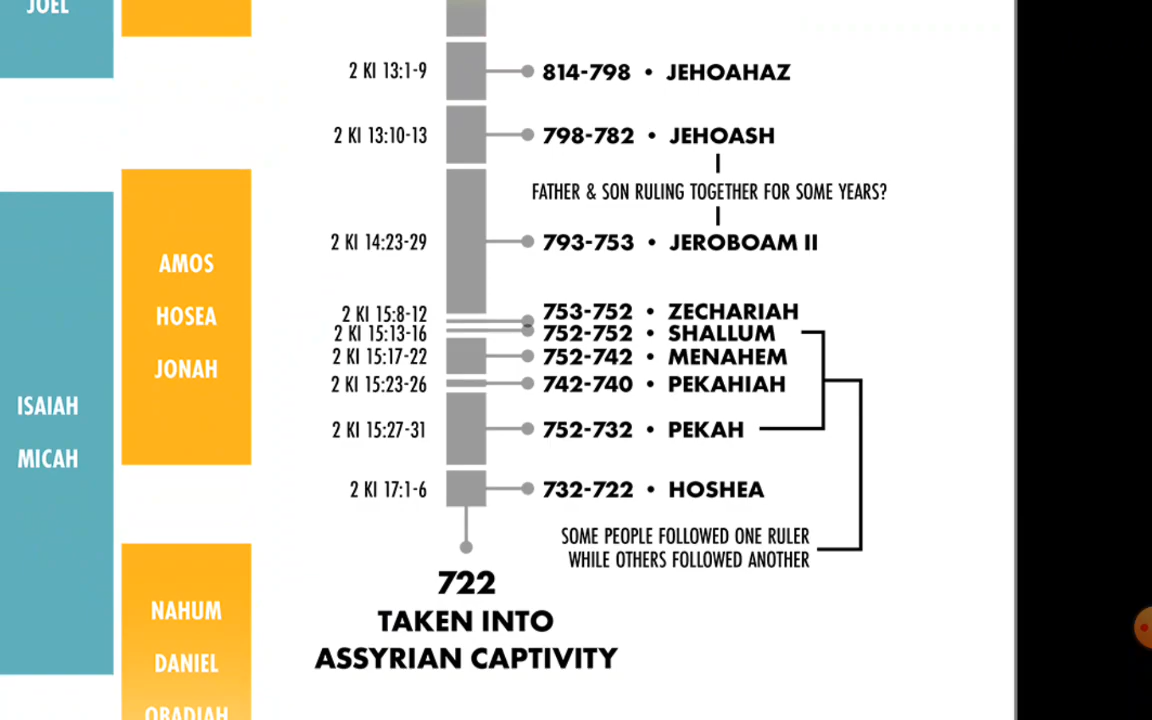 JOEL
2 KI 13:1-9 814-798 • JEHOAHAZ
2 KI 13:10-13 798-782 • JEHOASH
FATHER & SON RULING TOGETHER FOR SOME YEARS?
2 KI 14:23-29 793-753 • JEROBOAM II
2 KI 15:8-12 753-752 • ZECHARIAH
2 KI 15:13-16 752-752 • SHALLUM
2 KI 15:17-22 752-742 • MENAHEM
2 KI 15:23-26 742-740 • PEKAHIAH
2 KI 15:27-31 752-732 • PEKAH
2 KI 17:1-6 732-722 • HOSHEA
SOME PEOPLE FOLLOWED ONE RULER
WHILE OTHERS FOLLOWED ANOTHER
722
TAKEN INTO
ASSYRIAN CAPTIVITY
AMOS
HOSEA
JONAH
ISAIAH
MICAH
NAHUM
DANIEL
OBADIAH